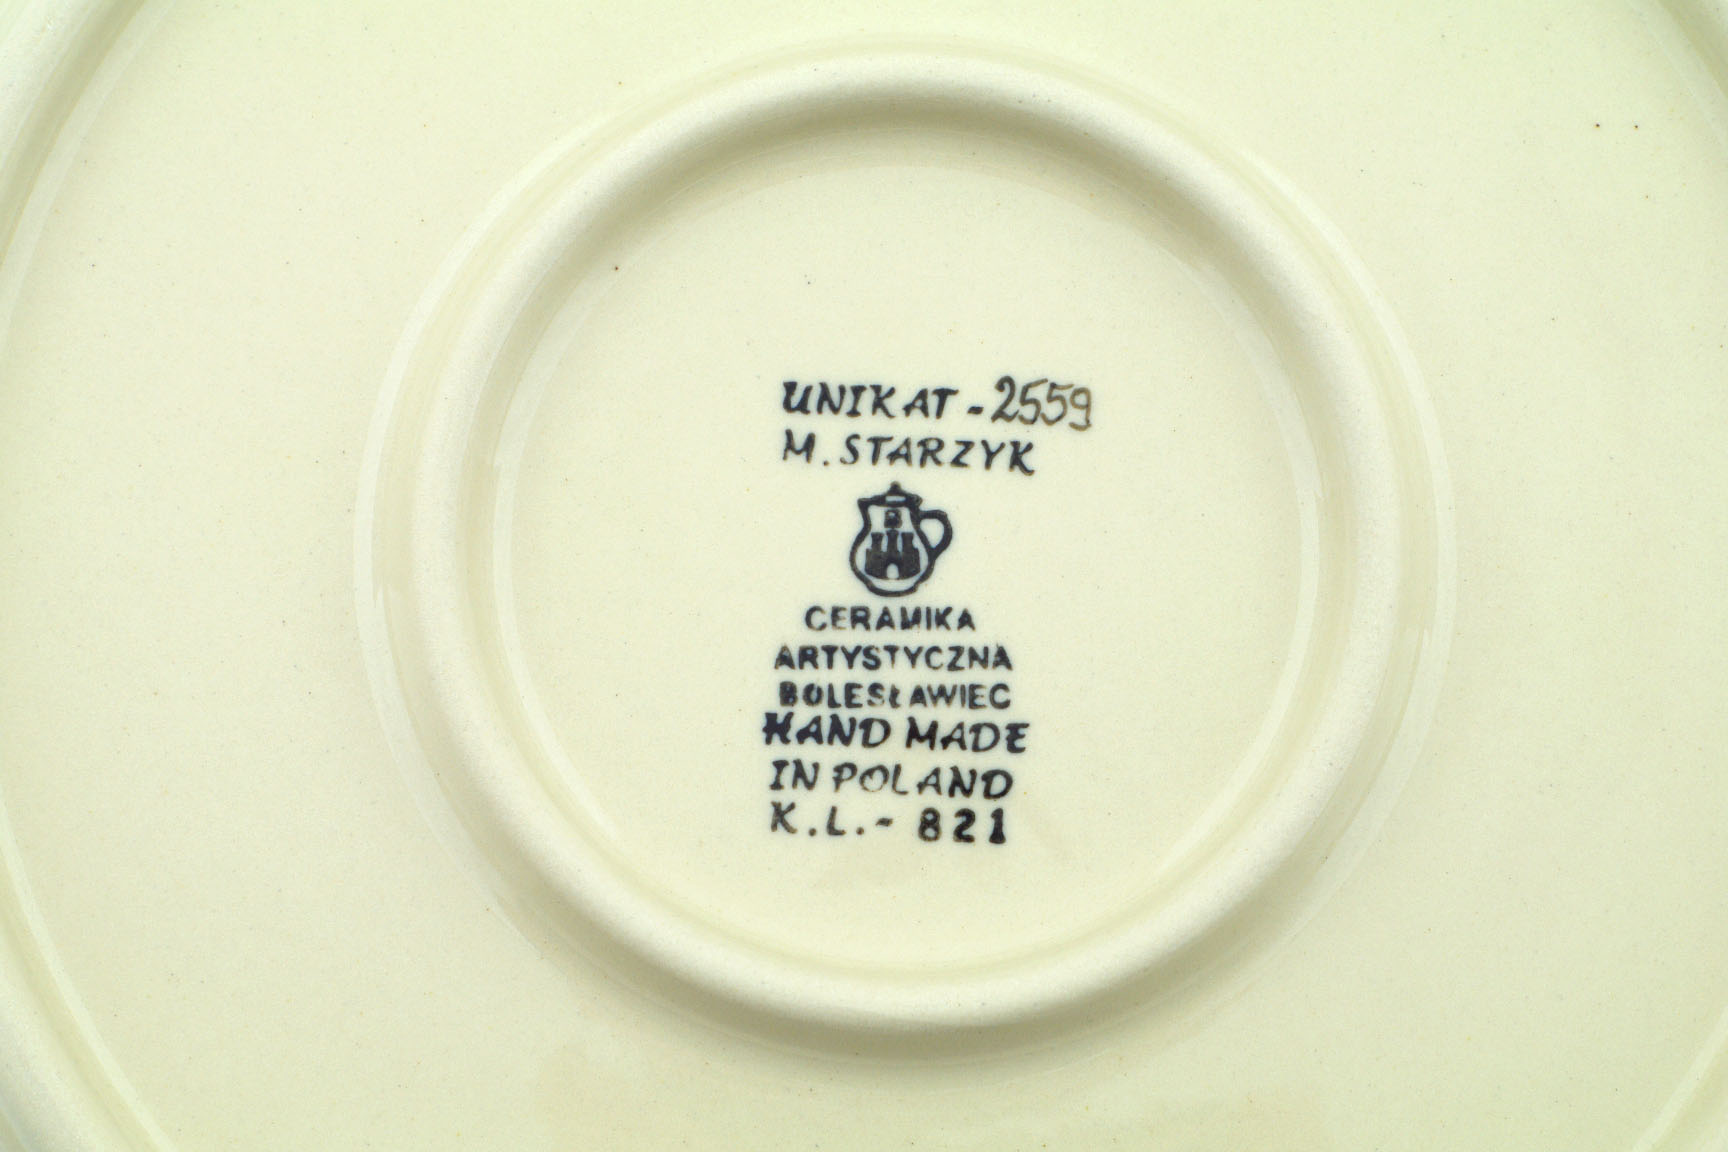 UNIKAT - 2559
M. STARZYK
CERAMIKA
ARTYSTYCZNA
BOLESŁAWIEC
HAND MADE
IN POLAND
K.L.- 821